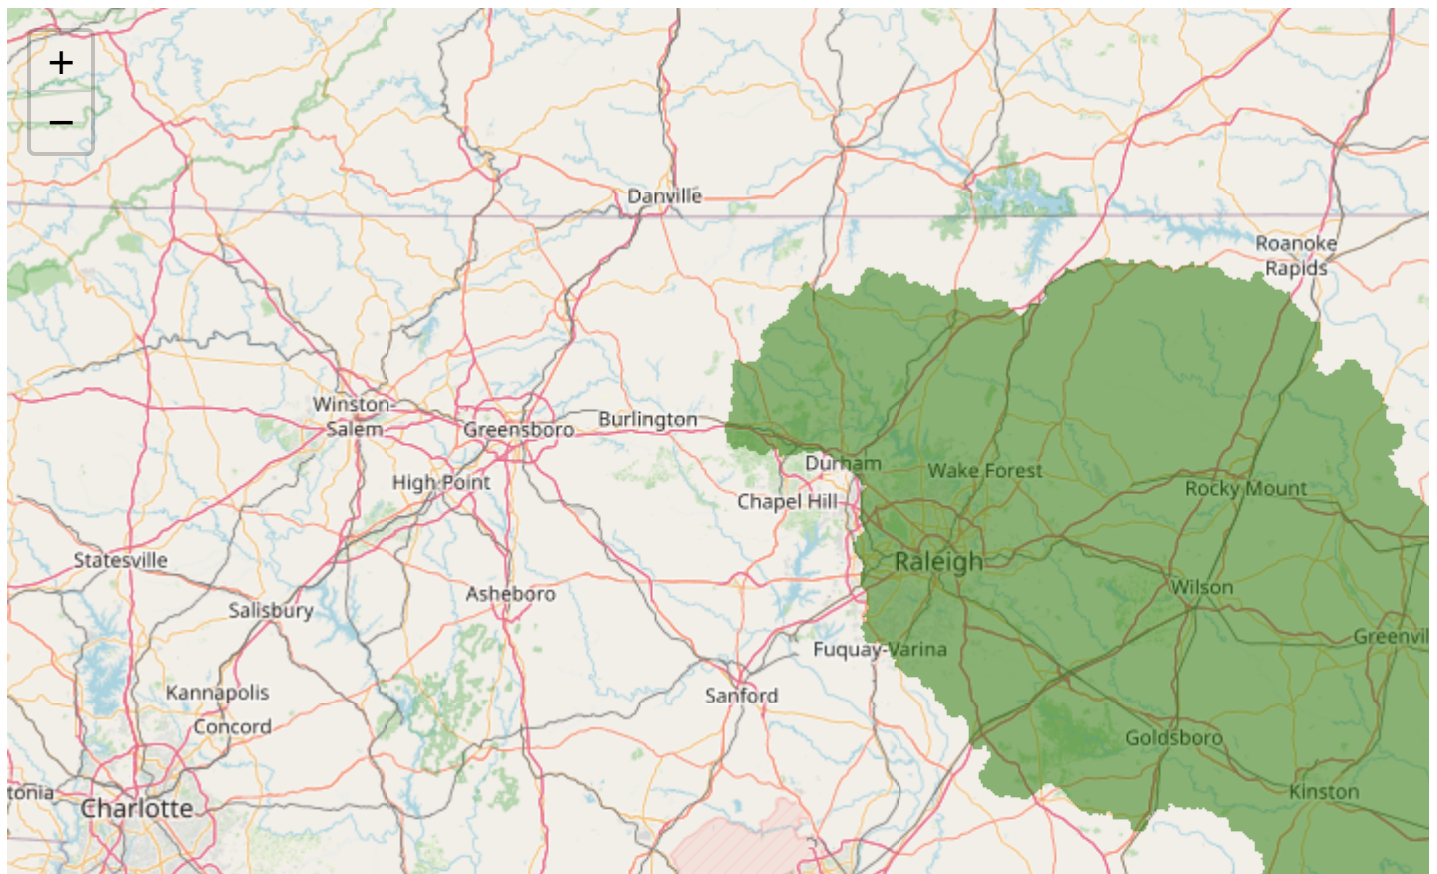 +
−
Danville
Roanoke
Rapids
Winston-
Salem
Greensboro
Burlington
High Point
Durham
Wake Forest
Chapel Hill
Rocky Mount
Statesville
Raleigh
Wilson
Asheboro
Salisbury
Fuquay-Varina
Greenvil
Kannapolis
Sanford
Concord
Goldsboro
tonia
Charlotte
Kinston